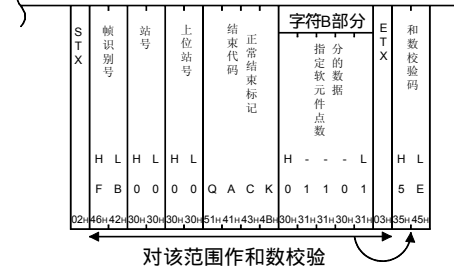 字符B部分
STX
帧识别号
站号
上位站号
结束代码
正常结束标记
指定软元件点数
分的数据
ETX
和数校验码
H L H L H L H - - - L H L
F B 0 0 0 0 Q A C K 0 1 1 0 1 5 E
02H 46H 42H 30H 30H 30H 30H 51H 41H 43H 4BH 30H 31H 31H 30H 31H 03H 35H 45H
对该范围作和数校验